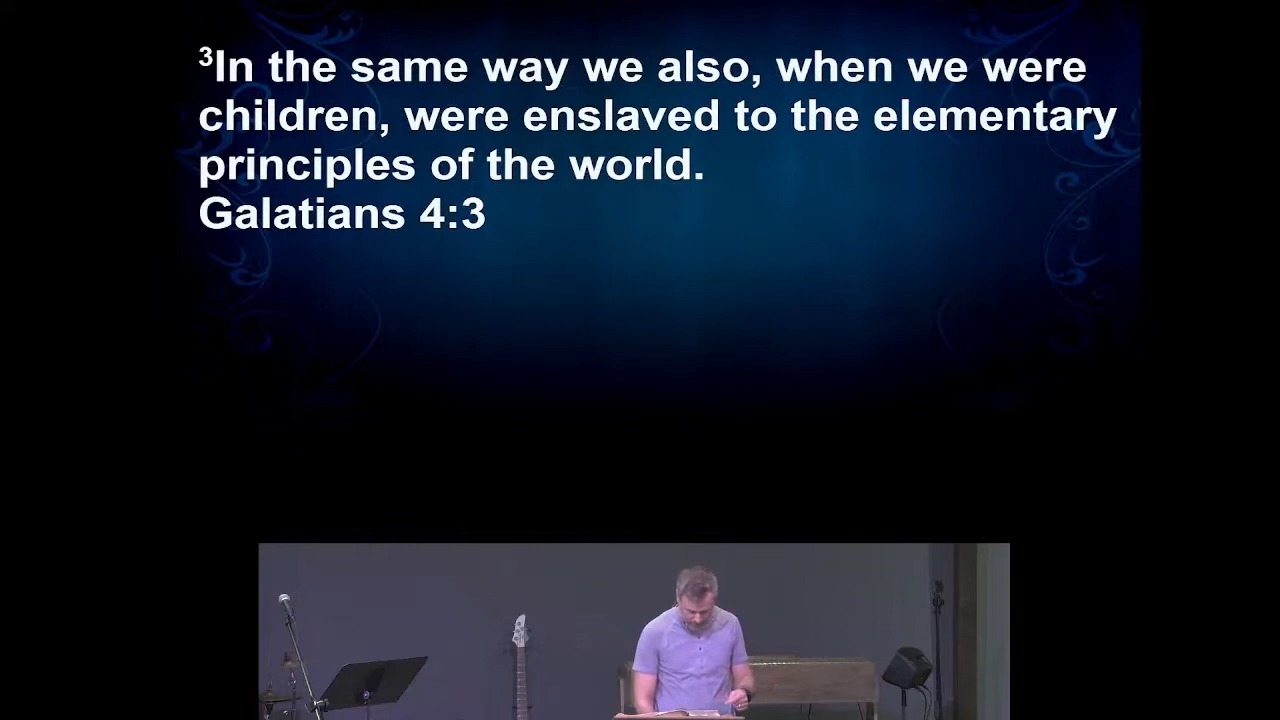 ³In the same way we also, when we were
children, were enslaved to the elementary
principles of the world.
Galatians 4:3